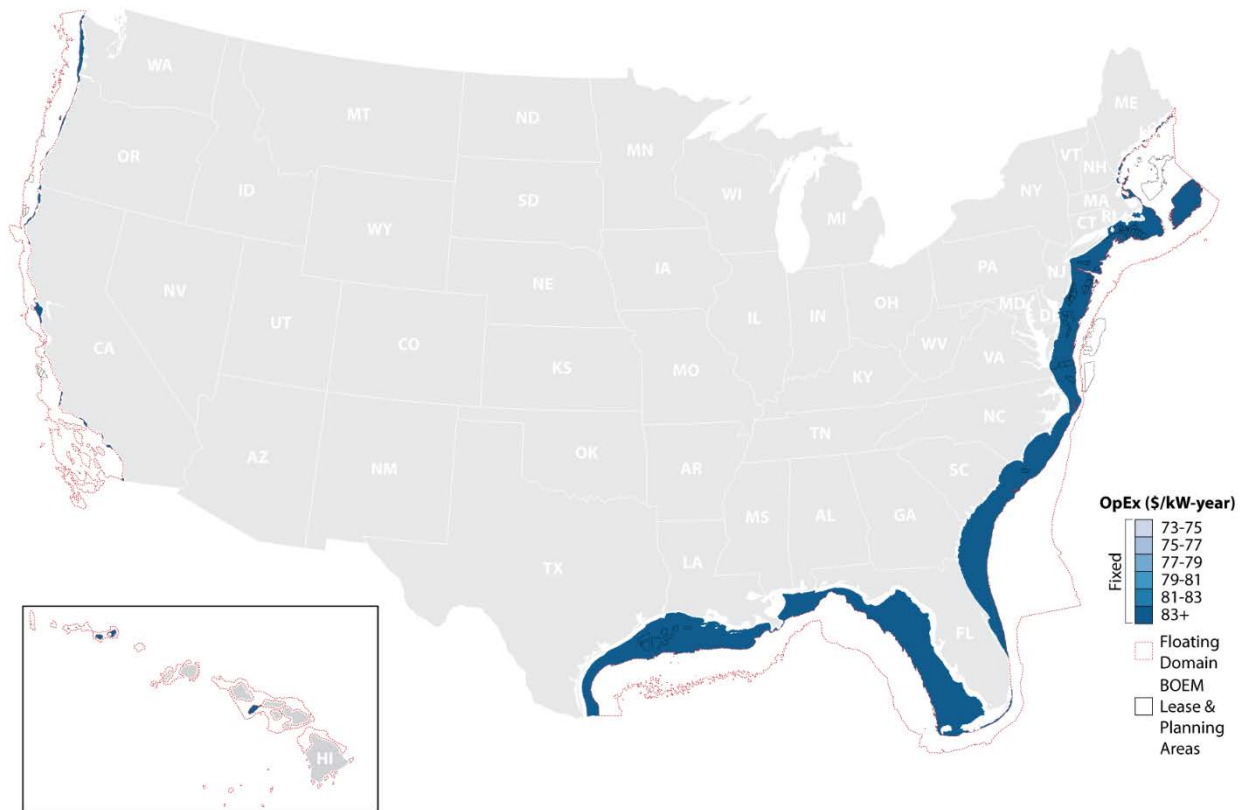 WA
MT
ND
MN
ME
OR
ID
SD
WI
MI
NY
VT
NH
MA
CT
RI
WY
IA
PA
NJ
NE
NV
UT
CO
IL
IN
OH
MD
WV
VA
CA
KS
MO
KY
AZ
NM
OK
AR
TN
NC
SC
MS
AL
GA
TX
LA
FL
HI
OpEx ($/kW-year)
Fixed
73-75
75-77
77-79
79-81
81-83
83+
Floating
Domain
BOEM
Lease &
Planning
Areas